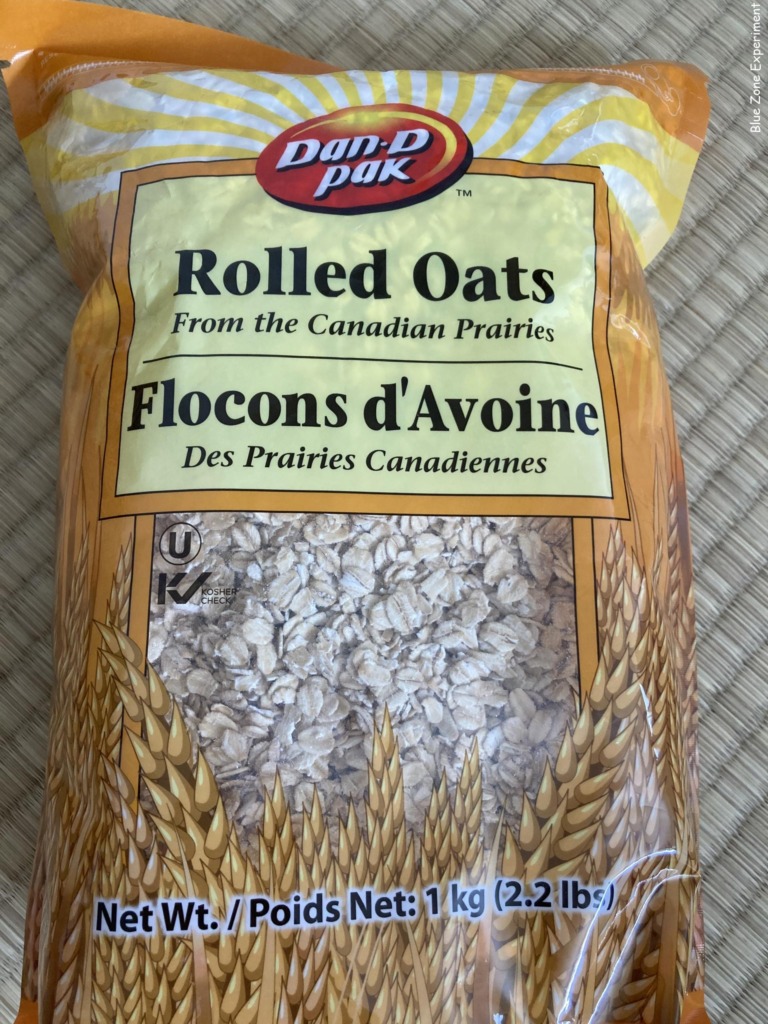 Blue Zone Experiment
Dan-D
pak
™
Rolled Oats
From the Canadian Prairies
Flocons d'Avoine
Des Prairies Canadiennes
U
K
KOSHER
CHECK
Net Wt. / Poids Net: 1 kg (2.2 lbs)